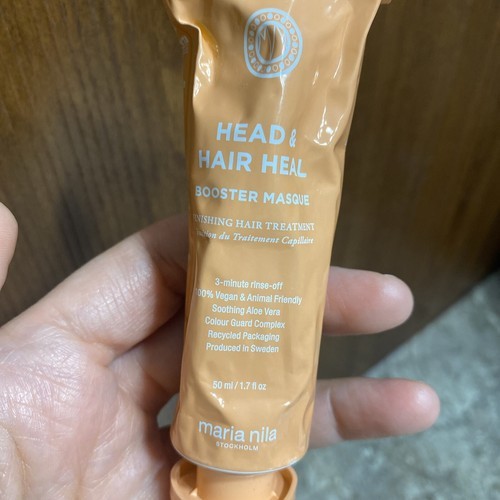 HEAD &
HAIR HEAL
BOOSTER MASQUE
HAIR TREATMENT
du Traitement Capillaire
3-minute rinse-off
100% Vegan & Animal Friendly
Soothing Aloe Vera
Colour Guard Complex
Recycled Packaging
Produced in Sweden
50 ml / 1.7 fl oz
maria nila
STOCKHOLM